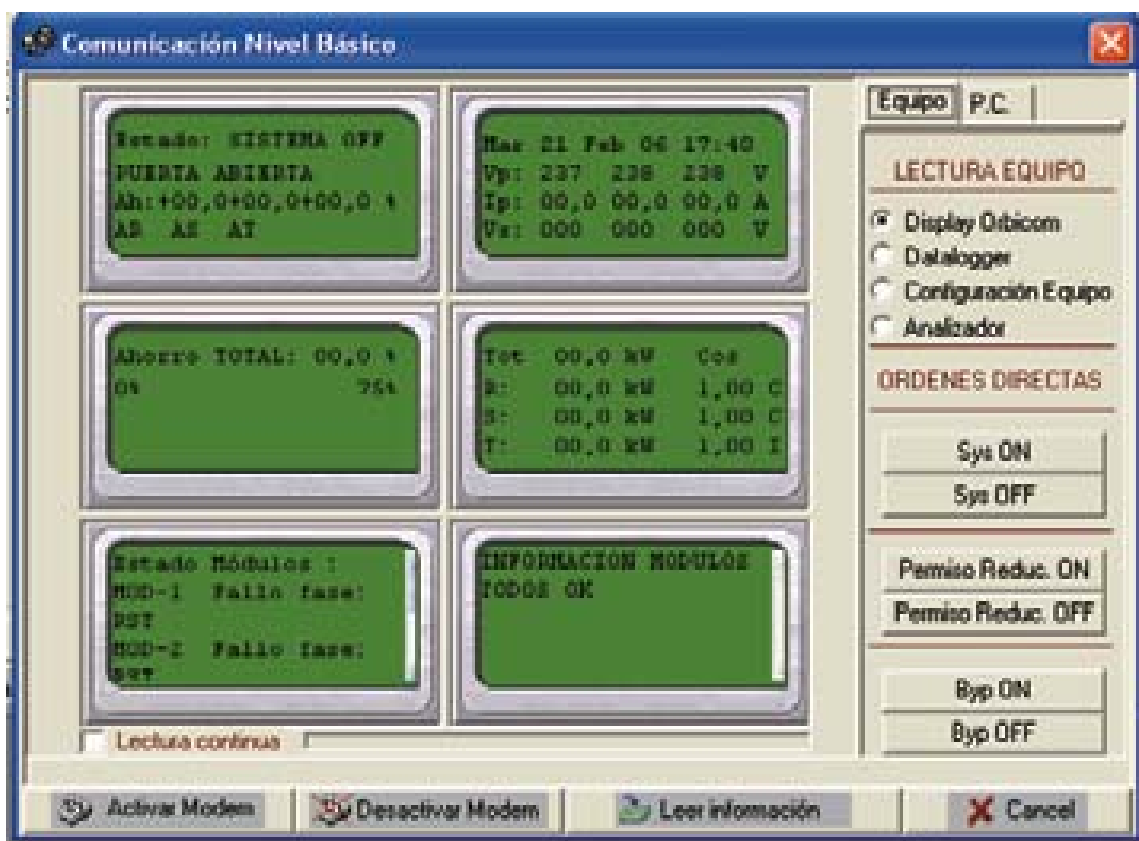 Comunicación Nivel Básico
Estado: SISTEMA OFF
PUERTA ABIERTA
Ah:+00,0+00,0+00,0 %
AR AS AT
Mar 21 Feb 06 17:40
Vp: 237 238 238 V
Ip: 00,0 00,0 00,0 A
Vs: 000 000 000 V
Ahorro TOTAL: 00,0 %
0% 75%
Tot 00,0 kW Cos
R: 00,0 kW 1,00 C
S: 00,0 kW 1,00 C
T: 00,0 kW 1,00 I
Estado Módulos :
MOD-1 Fallo fase:
RST
MOD-2 Fallo fase:
RST
INFORMACION MODULOS
TODOS OK
Lectura continua
Equipo P.C.
LECTURA EQUIPO
Display Orbicom
Datalogger
Configuración Equipo
Analizador
ORDENES DIRECTAS
Sys ON
Sys OFF
Permiso Reduc. ON
Permiso Reduc. OFF
Byp ON
Byp OFF
Activar Modem
Desactivar Modem
Leer información
Cancel